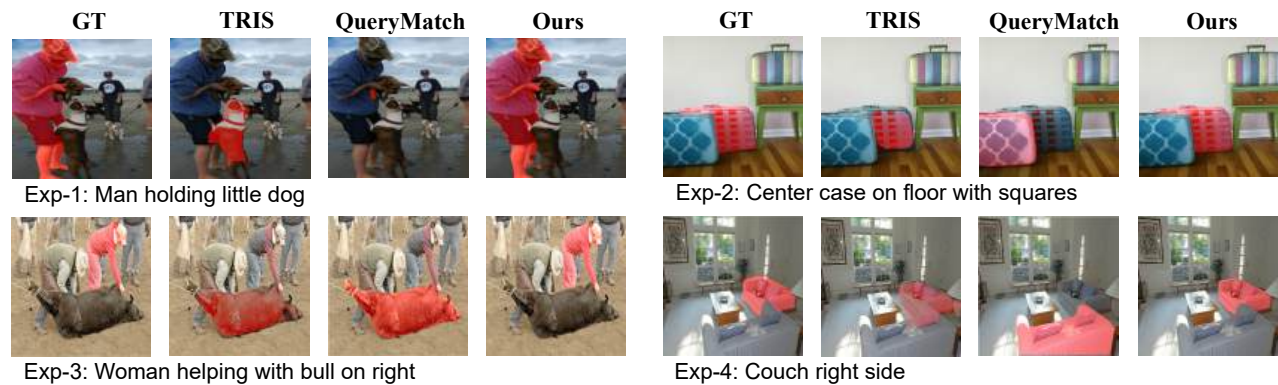 GT TRIS QueryMatch Ours GT TRIS QueryMatch Ours
Exp-1: Man holding little dog
Exp-2: Center case on floor with squares
Exp-3: Woman helping with bull on right
Exp-4: Couch right side